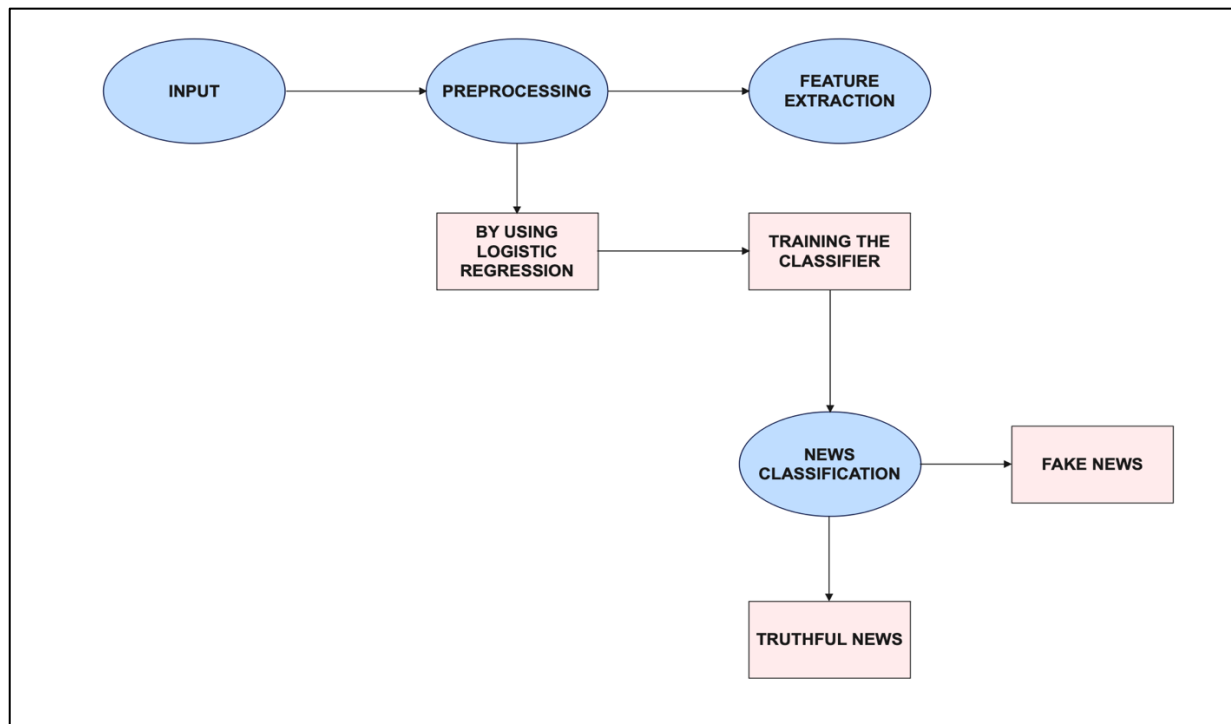 INPUT
PREPROCESSING
FEATURE
EXTRACTION
BY USING
LOGISTIC
REGRESSION
TRAINING THE
CLASSIFIER
NEWS
CLASSIFICATION
FAKE NEWS
TRUTHFUL NEWS